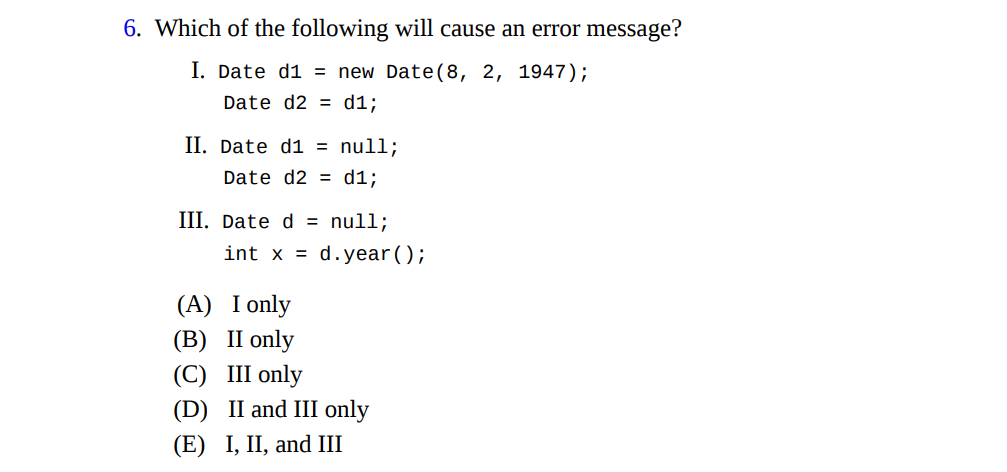 6. Which of the following will cause an error message?
I. Date d1 = new Date(8, 2, 1947);
Date d2 = d1;
II. Date d1 = null;
Date d2 = d1;
III. Date d = null;
int x = d.year();
(A) I only
(B) II only
(C) III only
(D) II and III only
(E) I, II, and III